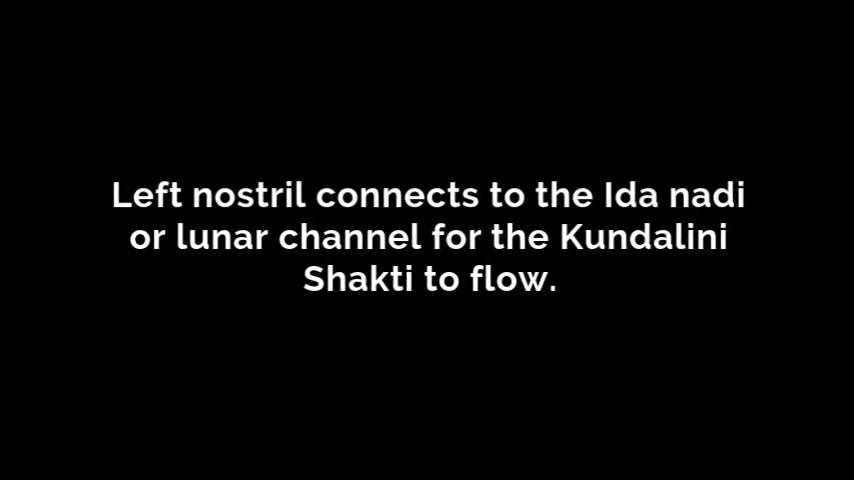 Left nostril connects to the Ida nadi
or lunar channel for the Kundalini
Shakti to flow.